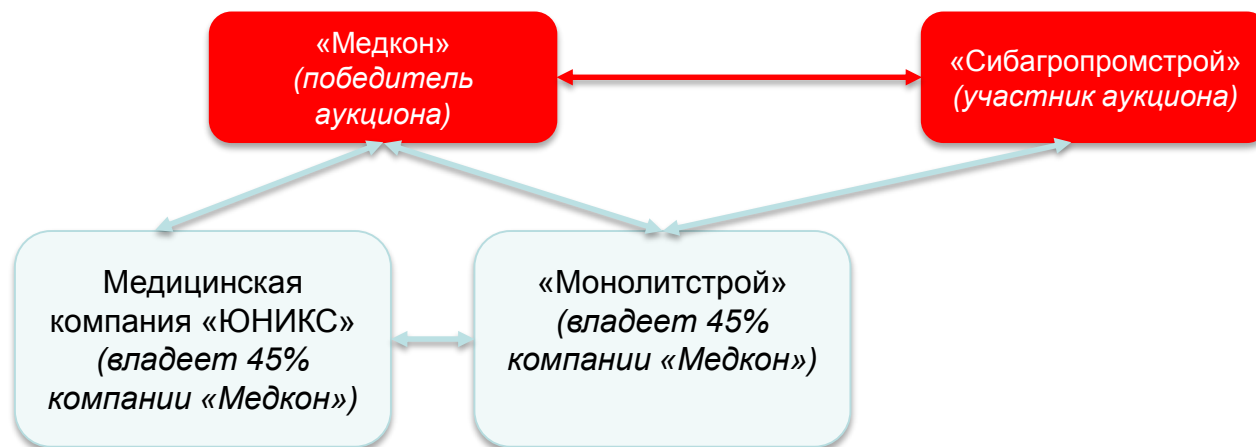 «Медкон»
(победитель
аукциона)
«Сибагропромстрой»
(участник аукциона)
Медицинская
компания «ЮНИКС»
(владеет 45%
компании «Медкон»)
«Монолитстрой»
(владеет 45%
компании «Медкон»)